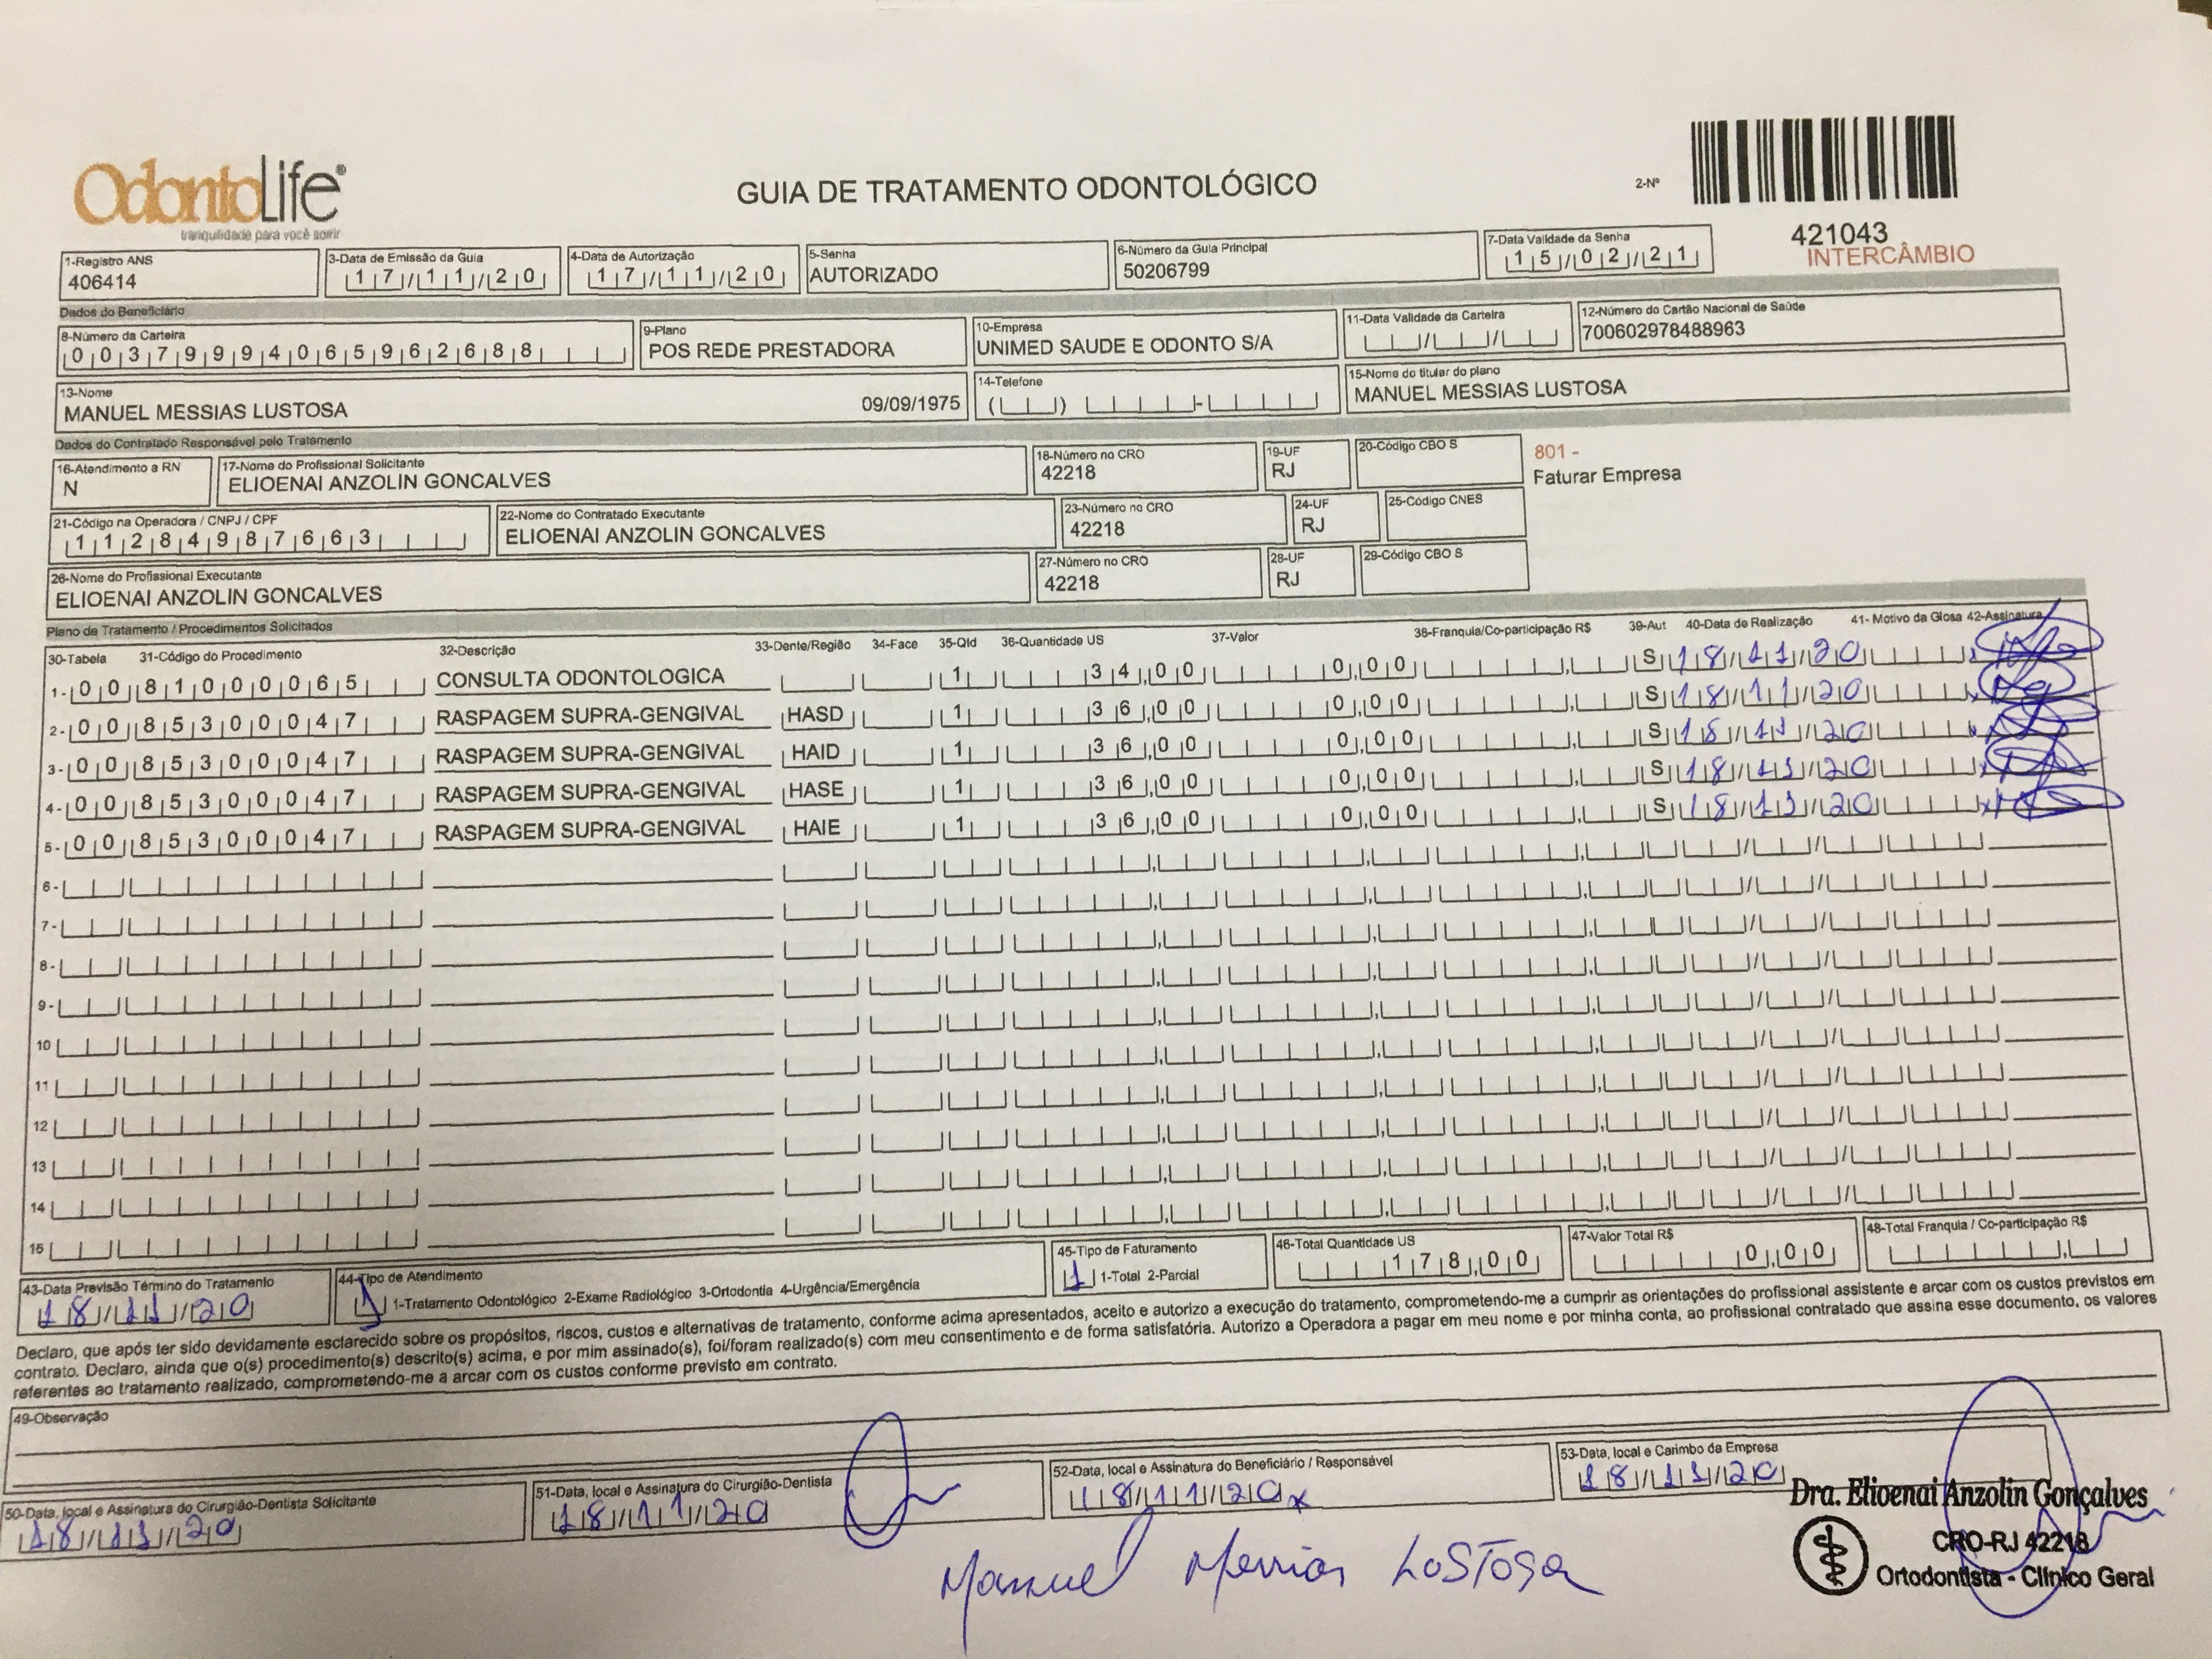 OdontoLife®
tranquilidade para você sorrir
GUIA DE TRATAMENTO ODONTOLÓGICO
2-Nº
421043
INTERCÂMBIO
1-Registro ANS
406414
3-Data de Emissão da Guia
17/11/20
4-Data de Autorização
17/11/20
5-Senha
AUTORIZADO
6-Número da Guia Principal
50206799
7-Data Validade da Senha
15/02/21
Dados do Beneficiário
8-Número da Carteira
00379994065962688
9-Plano
POS REDE PRESTADORA
10-Empresa
UNIMED SAUDE E ODONTO S/A
11-Data Validade da Carteira
12-Número do Cartão Nacional de Saúde
700602978488963
13-Nome
MANUEL MESSIAS LUSTOSA 09/09/1975
14-Telefone
15-Nome do titular do plano
MANUEL MESSIAS LUSTOSA
Dados do Contratado Responsável pelo Tratamento
16-Atendimento a RN
N
17-Nome do Profissional Solicitante
ELIOENAI ANZOLIN GONCALVES
18-Número no CRO
42218
19-UF
RJ
20-Código CBO S
801 -
Faturar Empresa
21-Código na Operadora / CNPJ / CPF
11284987663
22-Nome do Contratado Executante
ELIOENAI ANZOLIN GONCALVES
23-Número no CRO
42218
24-UF
RJ
25-Código CNES
26-Nome do Profissional Executante
ELIOENAI ANZOLIN GONCALVES
27-Número no CRO
42218
28-UF
RJ
29-Código CBO S
Plano de Tratamento / Procedimentos Solicitados
30-Tabela 31-Código do Procedimento 32-Descrição 33-Dente/Região 34-Face 35-Qtd 36-Quantidade US 37-Valor 38-Franquia/Co-participação R$ 39-Aut 40-Data de Realização 41- Motivo da Glosa 42-Assinatura
1- 00 81000065 CONSULTA ODONTOLOGICA 1 34,00 0,00 S 18/11/20
2- 00 85300047 RASPAGEM SUPRA-GENGIVAL HASD 1 36,00 0,00 S 18/11/20
3- 00 85300047 RASPAGEM SUPRA-GENGIVAL HAID 1 36,00 0,00 S 18/11/20
4- 00 85300047 RASPAGEM SUPRA-GENGIVAL HASE 1 36,00 0,00 S 18/11/20
5- 00 85300047 RASPAGEM SUPRA-GENGIVAL HAIE 1 36,00 0,00 S 18/11/20
6-
7-
8-
9-
10
11
12
13
14
15
43-Data Previsão Término do Tratamento
18/11/20
44-Tipo de Atendimento
1 1-Tratamento Odontológico 2-Exame Radiológico 3-Ortodontia 4-Urgência/Emergência
45-Tipo de Faturamento
1 1-Total 2-Parcial
46-Total Quantidade US
178,00
47-Valor Total R$
0,00
48-Total Franquia / Co-participação R$
Declaro, que após ter sido devidamente esclarecido sobre os propósitos, riscos, custos e alternativas de tratamento, conforme acima apresentados, aceito e autorizo a execução do tratamento, comprometendo-me a cumprir as orientações do profissional assistente e arcar com os custos previstos em
contrato. Declaro, ainda que o(s) procedimento(s) descrito(s) acima, e por mim assinado(s), foi/foram realizado(s) com meu consentimento e de forma satisfatória. Autorizo a Operadora a pagar em meu nome e por minha conta, ao profissional contratado que assina esse documento, os valores
referentes ao tratamento realizado, comprometendo-me a arcar com os custos conforme previsto em contrato.
49-Observação
50-Data, local e Assinatura do Cirurgião-Dentista Solicitante
18/11/20
51-Data, local e Assinatura do Cirurgião-Dentista
18/11/20
52-Data, local e Assinatura do Beneficiário / Responsável
18/11/20 x
53-Data, local e Carimbo da Empresa
18/11/20
Manuel Messias LUSTOSA
Dra. Elioenai Anzolin Gonçalves
CRO-RJ 42218
Ortodontista - Clínico Geral